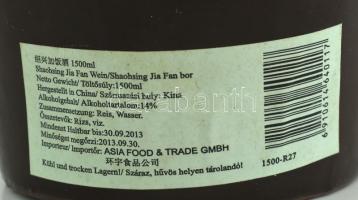 绍兴加饭酒 1500ml
Shaohsing Jia Fan Wein/Shaohsing Jia Fan bor
Netto Gewicht/ Töltősúly:1500ml
Hergestellt in China/ Származási hely: Kína
Alkoholgehalt/ Alkoholtartalom:14%
Zusammensetzung: Reis, Wasser.
Összetevők: Rizs, víz.
Mindest Haltbar bis:30.09.2013
Minőségét megőrzi:2013.09.30.
Importeur/ Importőr: ASIA FOOD & TRADE GMBH
环宇食品公司
Kühl und trocken Lagern!/ Száraz, hűvös helyen tárolandó!
1500-R27
6910614640117